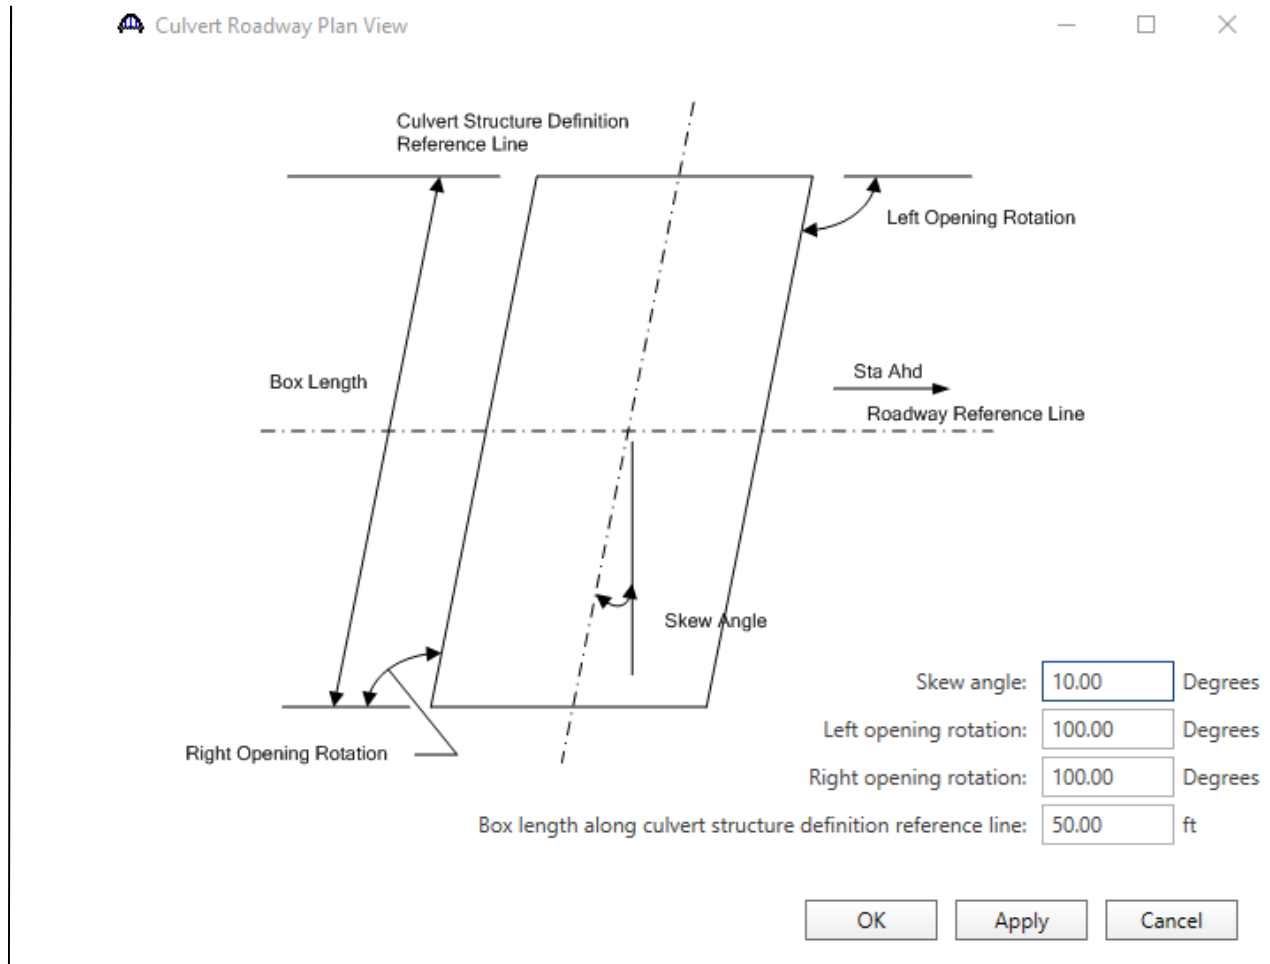 Culvert Roadway Plan View
Culvert Structure Definition
Reference Line
Left Opening Rotation
Box Length
Sta Ahd
Roadway Reference Line
Skew Angle
Right Opening Rotation
Skew angle: 10.00 Degrees
Left opening rotation: 100.00 Degrees
Right opening rotation: 100.00 Degrees
Box length along culvert structure definition reference line: 50.00 ft
OK Apply Cancel